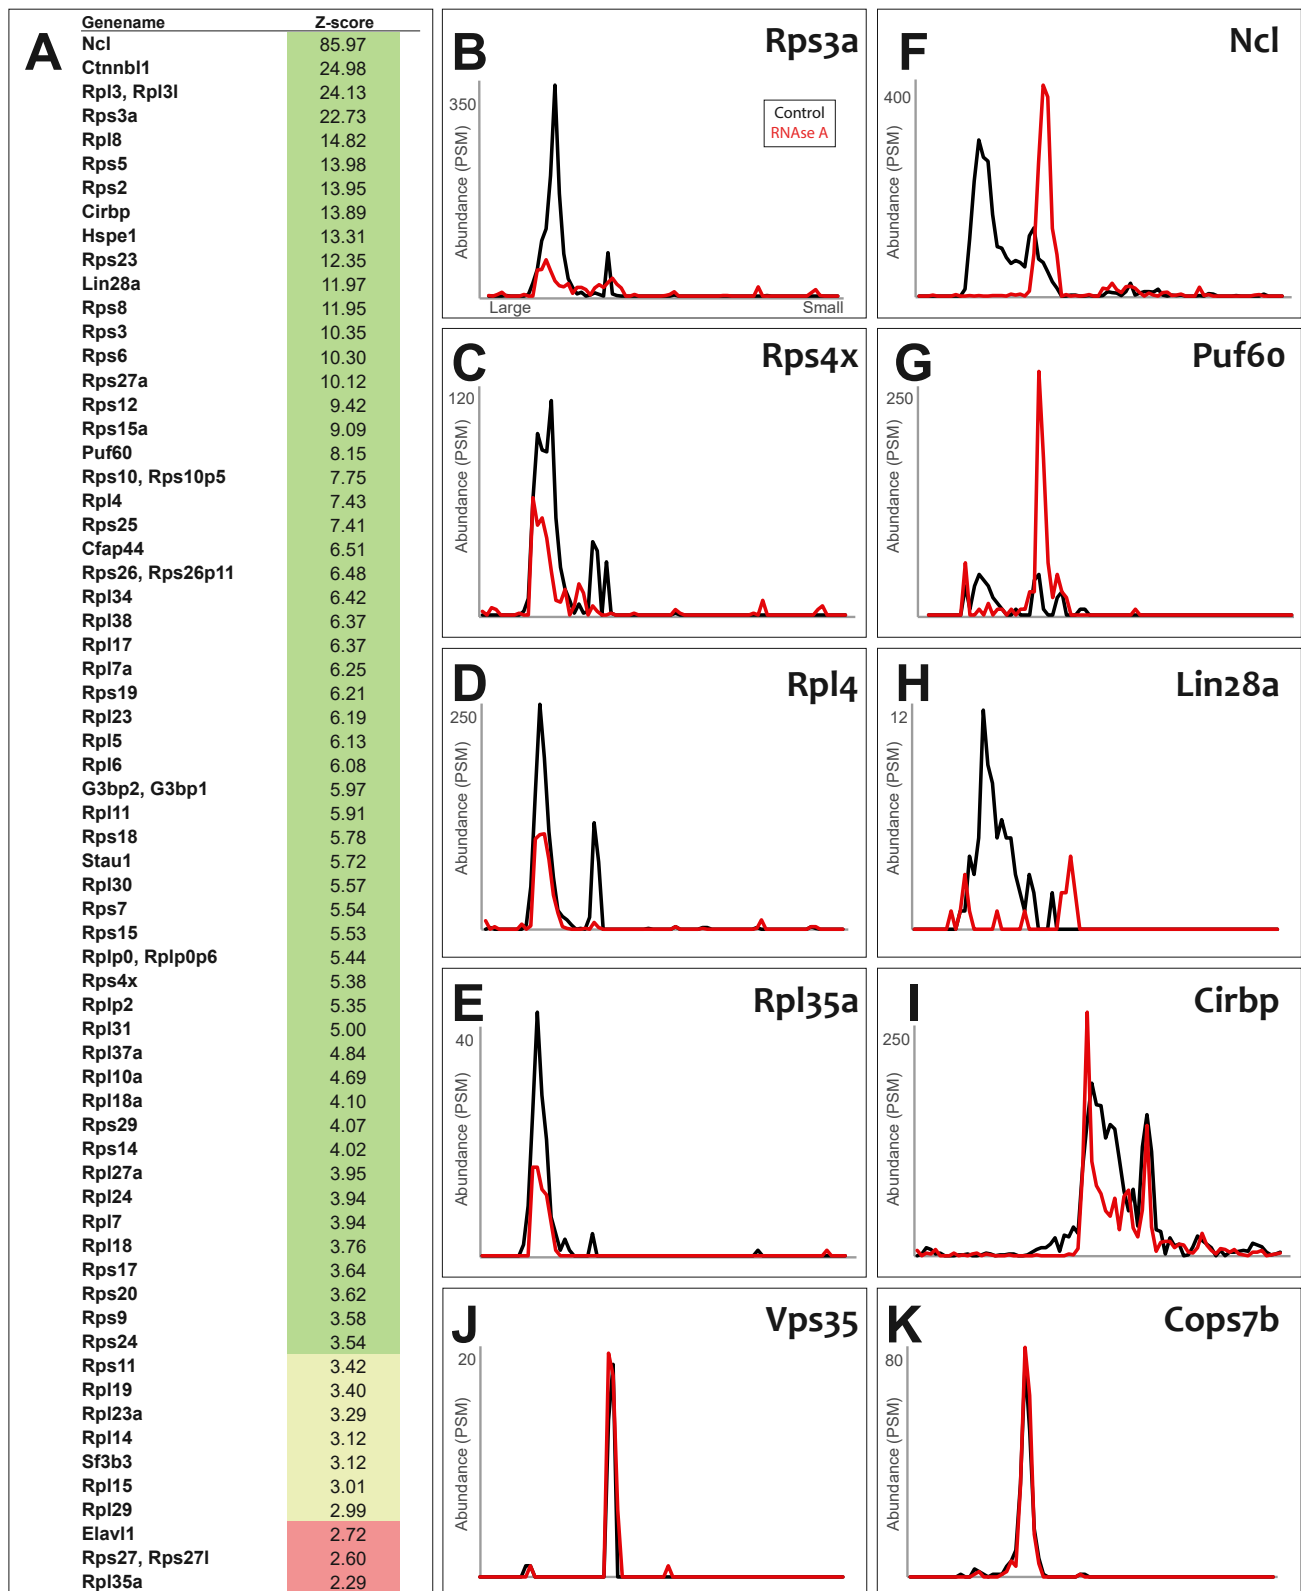 A
Genename Z-score
Ncl 85.97
Ctnnbl1 24.98
Rpl3, Rpl3l 24.13
Rps3a 22.73
Rpl8 14.82
Rps5 13.98
Rps2 13.95
Cirbp 13.89
Hspe1 13.31
Rps23 12.35
Lin28a 11.97
Rps8 11.95
Rps3 10.35
Rps6 10.30
Rps27a 10.12
Rps12 9.42
Rps15a 9.09
Puf60 8.15
Rps10, Rps10p5 7.75
Rpl4 7.43
Rps25 7.41
Cfap44 6.51
Rps26, Rps26p11 6.48
Rpl34 6.42
Rpl38 6.37
Rpl17 6.37
Rpl7a 6.25
Rps19 6.21
Rpl23 6.19
Rpl5 6.13
Rpl6 6.08
G3bp2, G3bp1 5.97
Rpl11 5.91
Rps18 5.78
Stau1 5.72
Rpl30 5.57
Rps7 5.54
Rps15 5.53
Rplp0, Rplp0p6 5.44
Rps4x 5.38
Rplp2 5.35
Rpl31 5.00
Rpl37a 4.84
Rpl10a 4.69
Rpl18a 4.10
Rps29 4.07
Rps14 4.02
Rpl27a 3.95
Rpl24 3.94
Rpl7 3.94
Rpl18 3.76
Rps17 3.64
Rps20 3.62
Rps9 3.58
Rps24 3.54
Rps11 3.42
Rpl19 3.40
Rpl23a 3.29
Rpl14 3.12
Sf3b3 3.12
Rpl15 3.01
Rpl29 2.99
Elavl1 2.72
Rps27, Rps27l 2.60
Rpl35a 2.29
B
Rps3a
350
Abundance (PSM)
Control
RNAse A
Large Small
C
Rps4x
120
Abundance (PSM)
D
Rpl4
250
Abundance (PSM)
E
Rpl35a
40
Abundance (PSM)
F
Ncl
400
Abundance (PSM)
G
Puf60
250
Abundance (PSM)
H
Lin28a
12
Abundance (PSM)
I
Cirbp
250
Abundance (PSM)
J
Vps35
20
Abundance (PSM)
K
Cops7b
80
Abundance (PSM)